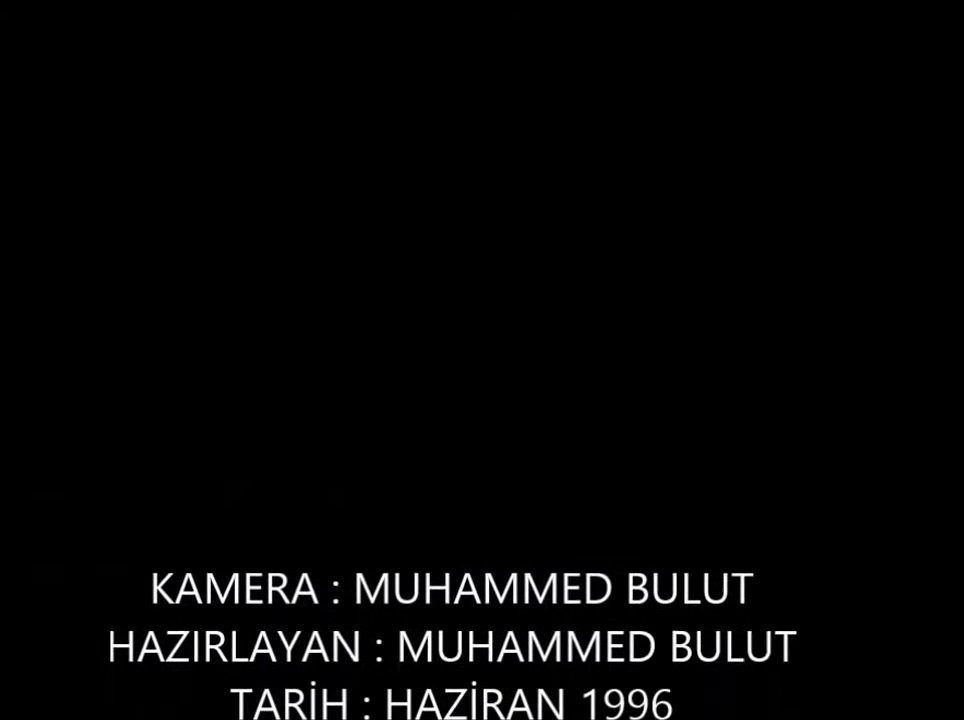 KAMERA : MUHAMMED BULUT
HAZIRLAYAN : MUHAMMED BULUT
TARİH : HAZİRAN 1996